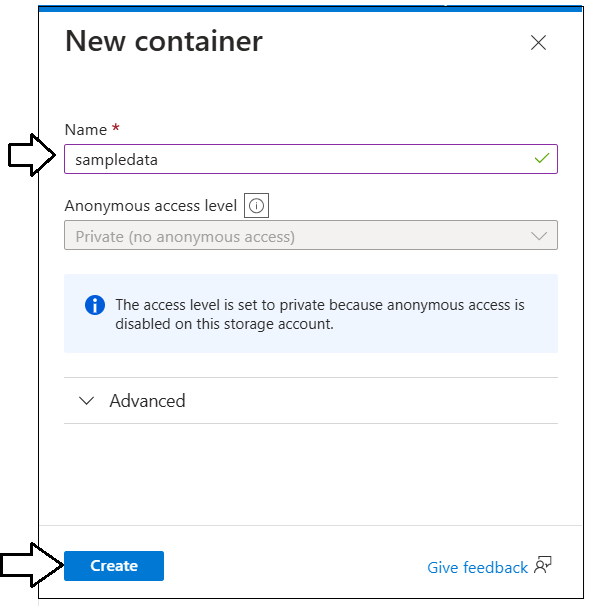 New container
Name *
sampledata
Anonymous access level
Private (no anonymous access)
The access level is set to private because anonymous access is
disabled on this storage account.
Advanced
Create
Give feedback